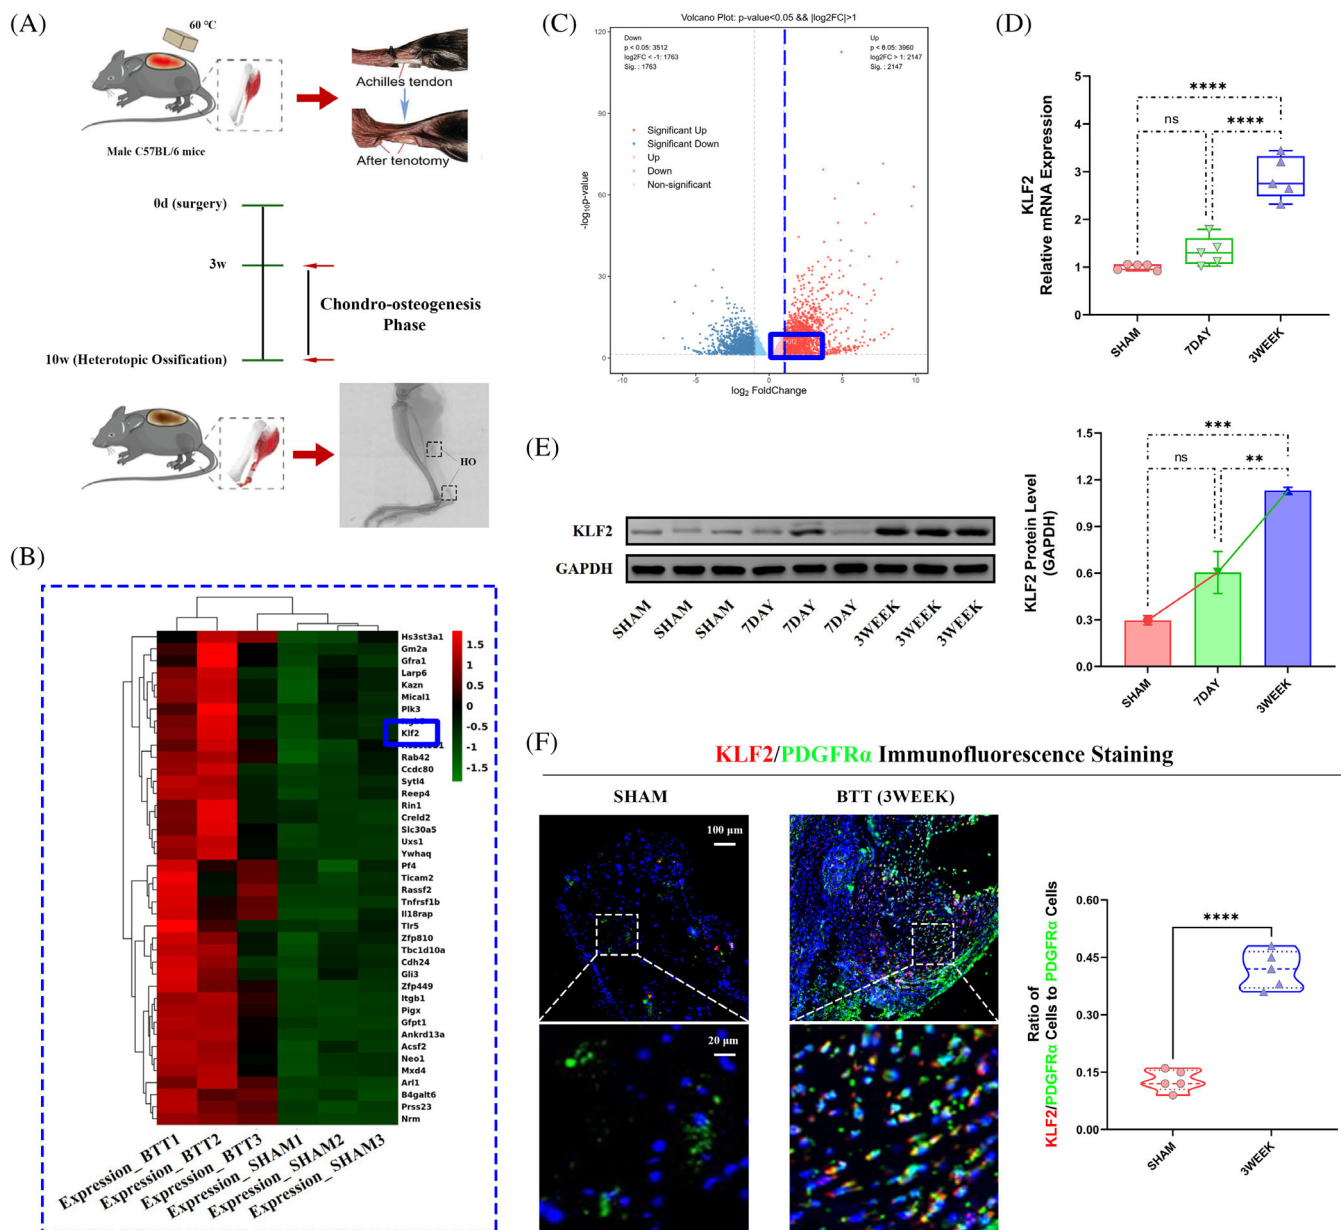 (A)
60 °C
Male C57BL/6 mice
Achilles tendon
After tenotomy
0d (surgery)
3w
Chondro-osteogenesis
Phase
10w (Heterotopic Ossification)
HO
(B)
Hs3st3a1
Gm2a
Gfra1
Larp6
Kazn
Mical1
Plk3
Klf2
Rab42
Ccdc80
Sytl4
Reep4
Rin1
Creld2
Slc30a5
Uxs1
Ywhaq
Pf4
Ticam2
Rassf2
Tnfrsf1b
Il18rap
Tlr5
Zfp810
Tbc1d10a
Cdh24
Gli3
Zfp449
Itgb1
Pigx
Gfpt1
Ankrd13a
Acsf2
Neo1
Mxd4
Arl1
B4galt6
Prss23
Nrm
1.5
1
0.5
0
-0.5
-1
-1.5
Expression_BTT1
Expression_BTT2
Expression_BTT3
Expression_SHAM1
Expression_SHAM2
Expression_SHAM3
(C)
Volcano Plot: p-value<0.05 && |log2FC|>1
Down
p < 0.05: 3512
log2FC < -1: 1763
Sig. : 1763
Up
p < 0.05: 3960
log2FC > 1: 2147
Sig. : 2147
Significant Up
Significant Down
Up
Down
Non-significant
120
90
60
30
0
-log10p-value
-10
-5
0
5
10
log2 FoldChange
(D)
KLF2
Relative mRNA Expression
5
4
3
2
1
0
****
ns
****
SHAM
7DAY
3WEEK
(E)
KLF2
GAPDH
SHAM
SHAM
SHAM
7DAY
7DAY
7DAY
3WEEK
3WEEK
3WEEK
KLF2 Protein Level
(GAPDH)
1.5
1.2
0.9
0.6
0.3
0.0
***
ns
**
SHAM
7DAY
3WEEK
(F)
KLF2/PDGFRα Immunofluorescence Staining
SHAM
BTT (3WEEK)
100 μm
20 μm
Ratio of
KLF2/PDGFRα Cells to PDGFRα Cells
0.60
0.45
0.30
0.15
0.00
****
SHAM
3WEEK